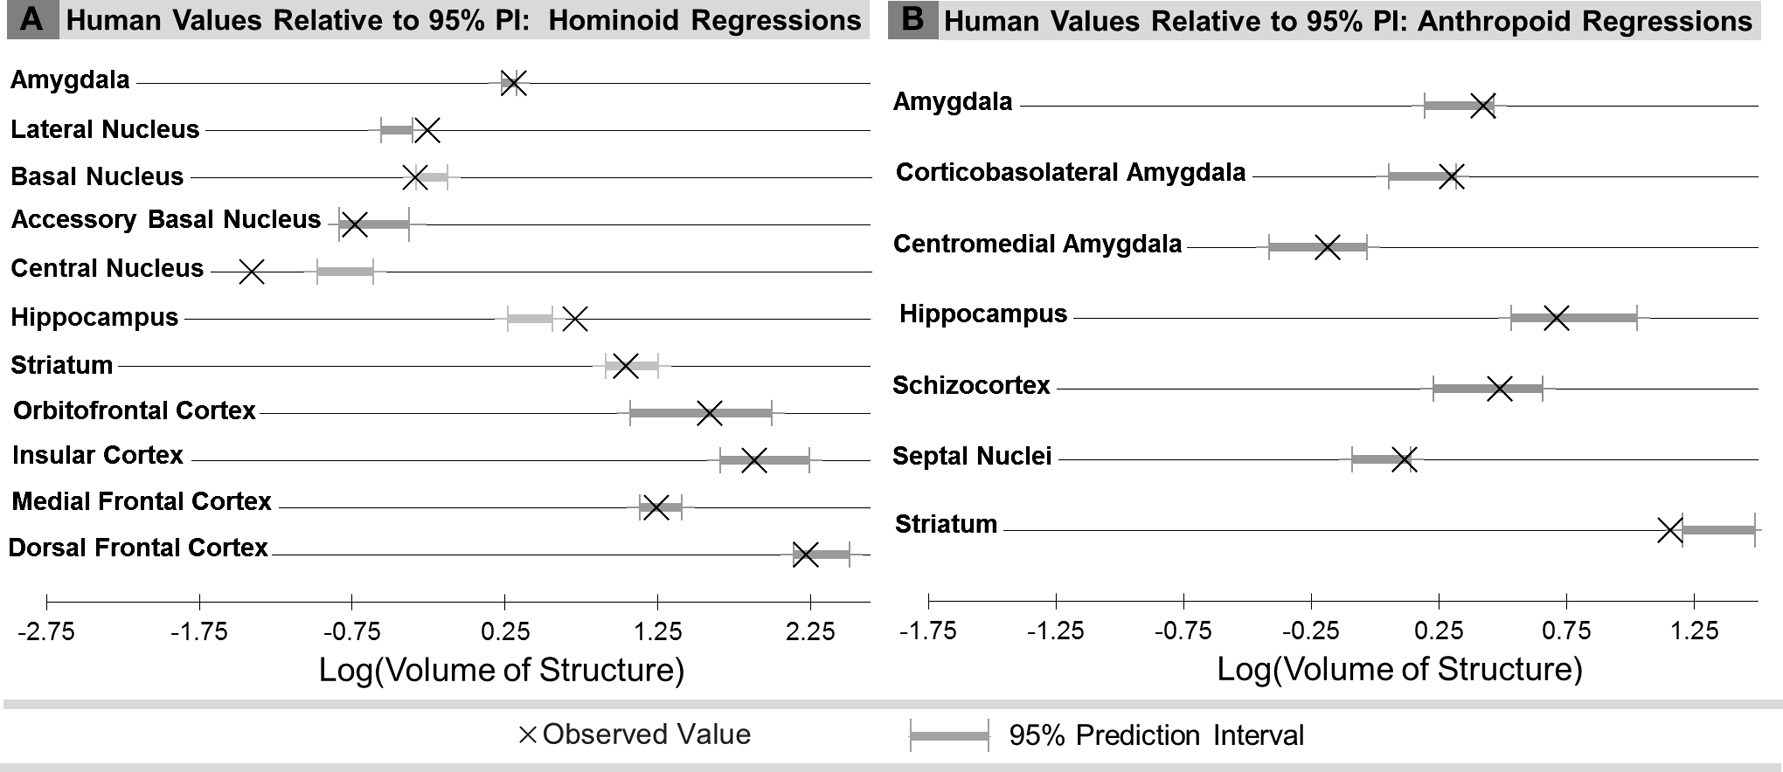 A Human Values Relative to 95% PI: Hominoid Regressions
Amygdala
Lateral Nucleus
Basal Nucleus
Accessory Basal Nucleus
Central Nucleus
Hippocampus
Striatum
Orbitofrontal Cortex
Insular Cortex
Medial Frontal Cortex
Dorsal Frontal Cortex
-2.75 -1.75 -0.75 0.25 1.25 2.25
Log(Volume of Structure)
B Human Values Relative to 95% PI: Anthropoid Regressions
Amygdala
Corticobasolateral Amygdala
Centromedial Amygdala
Hippocampus
Schizocortex
Septal Nuclei
Striatum
-1.75 -1.25 -0.75 -0.25 0.25 0.75 1.25
Log(Volume of Structure)
Observed Value
95% Prediction Interval